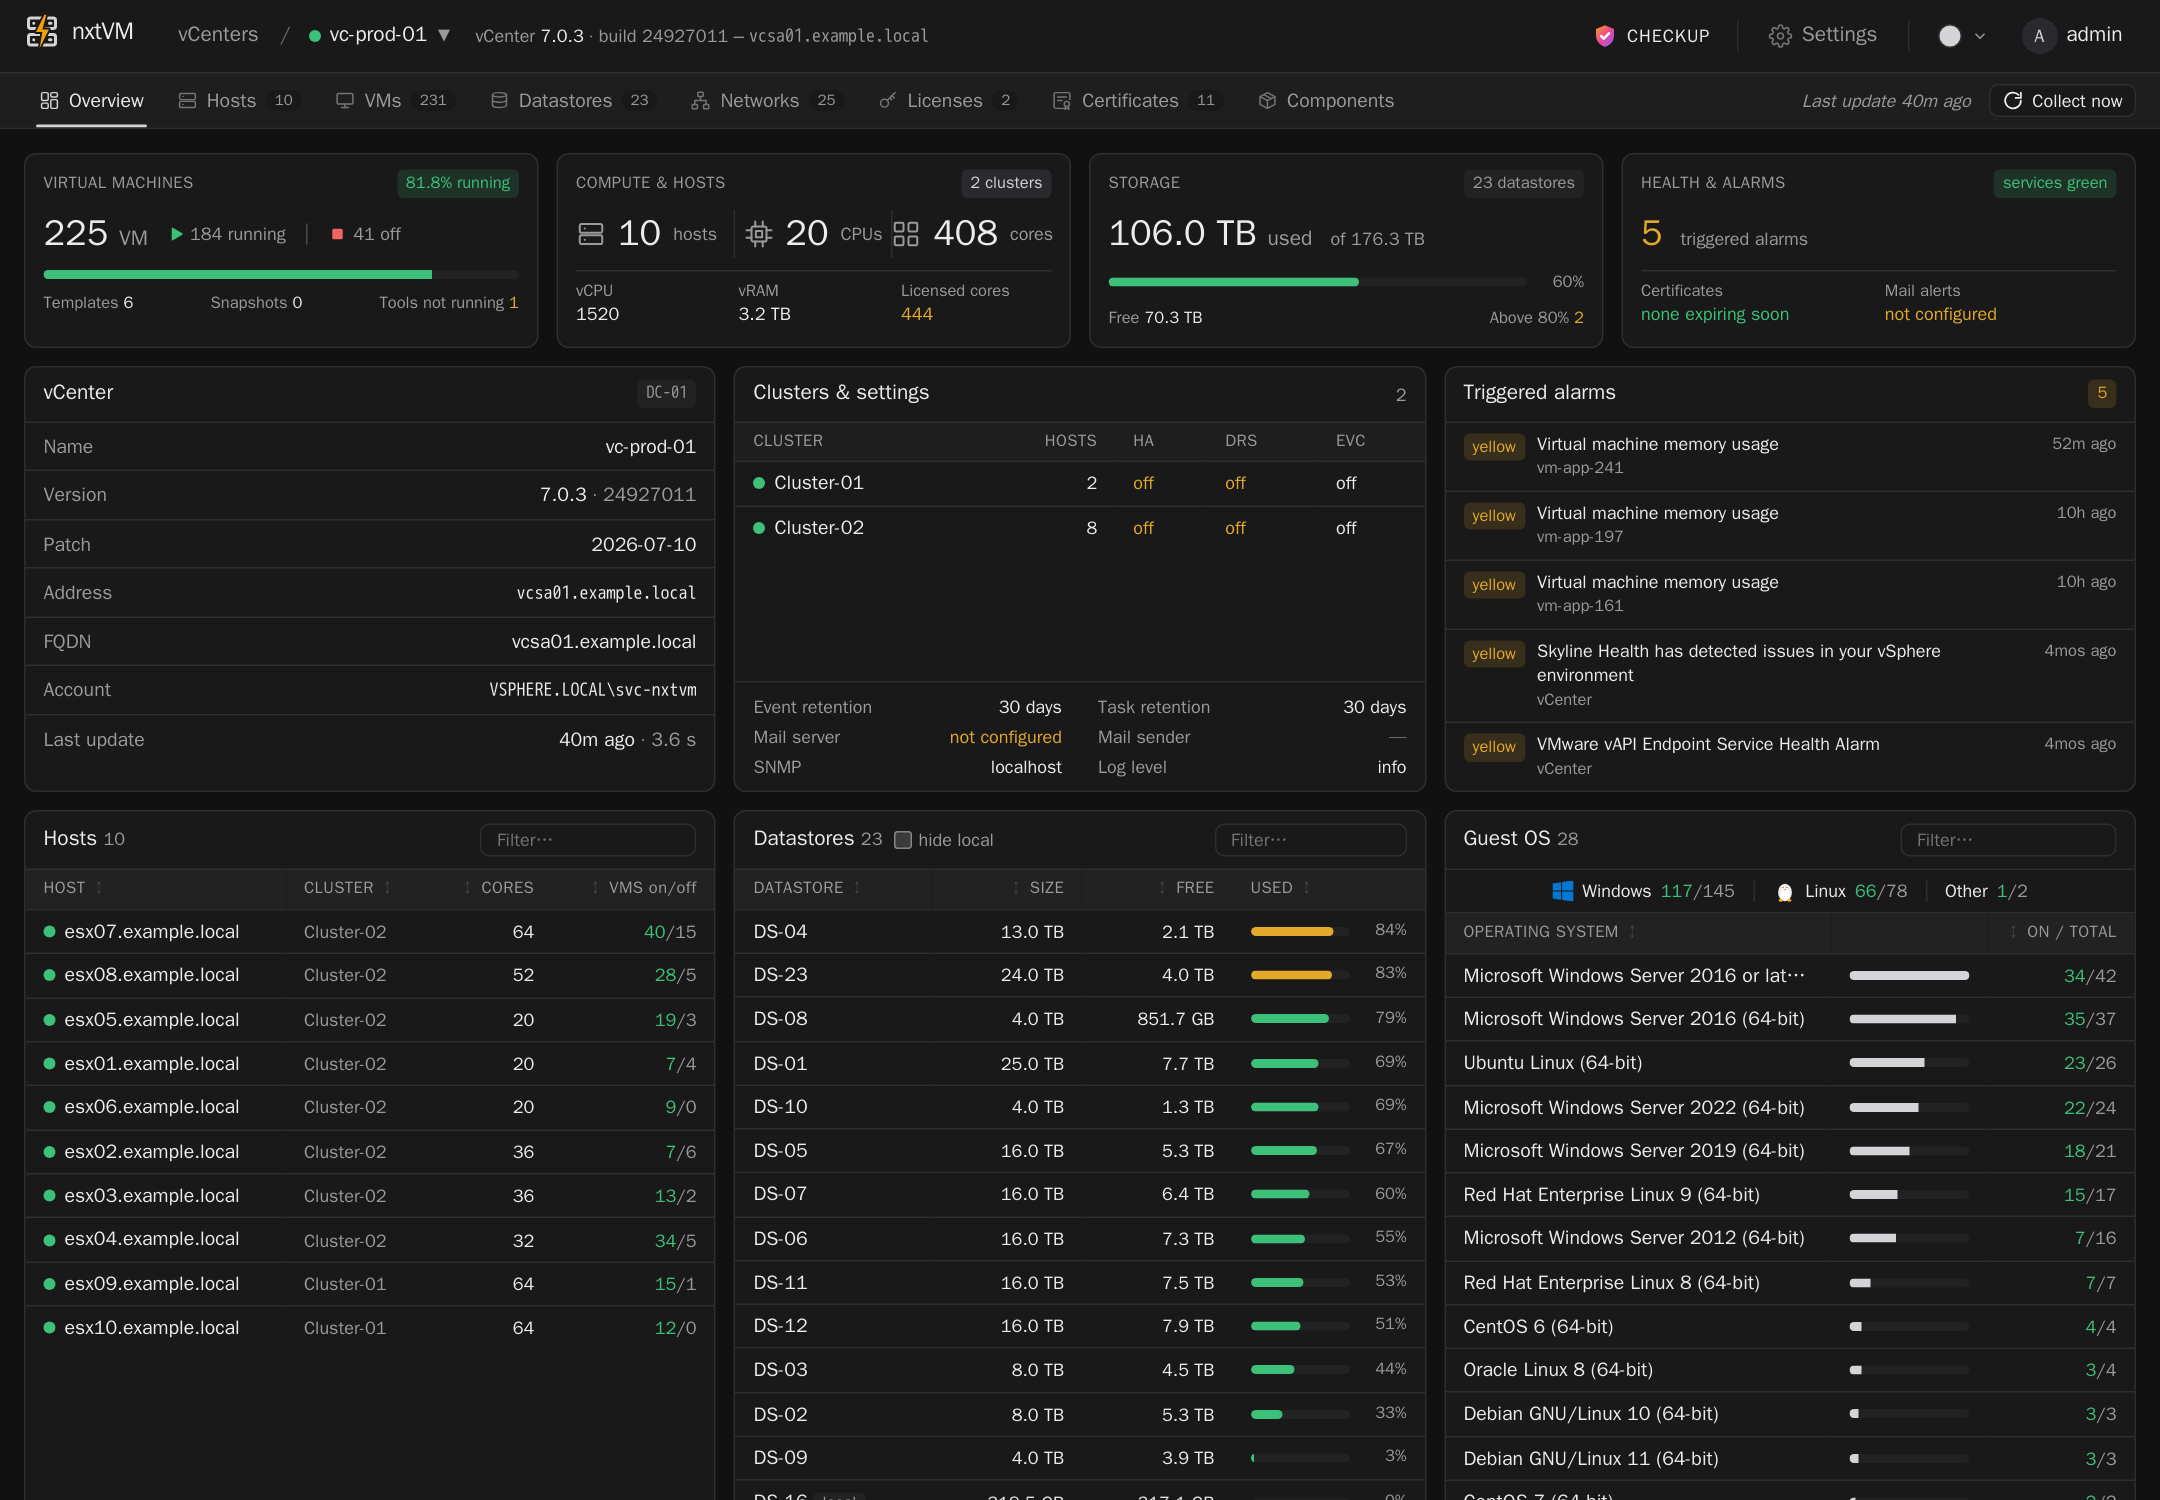 nxtVM
vCenters / vc-prod-01 ▼ vCenter 7.0.3 · build 24927011 — vcsa01.example.local
CHECKUP Settings A admin
Overview Hosts 10 VMs 231 Datastores 23 Networks 25 Licenses 2 Certificates 11 Components
Last update 40m ago Collect now
VIRTUAL MACHINES 81.8% running
225 VM 184 running 41 off
Templates 6 Snapshots 0 Tools not running 1
COMPUTE & HOSTS 2 clusters
10 hosts 20 CPUs 408 cores
vCPU vRAM Licensed cores
1520 3.2 TB 444
STORAGE 23 datastores
106.0 TB used of 176.3 TB
60%
Free 70.3 TB Above 80% 2
HEALTH & ALARMS services green
5 triggered alarms
Certificates Mail alerts
none expiring soon not configured
vCenter DC-01
Name vc-prod-01
Version 7.0.3 · 24927011
Patch 2026-07-10
Address vcsa01.example.local
FQDN vcsa01.example.local
Account VSPHERE.LOCAL\svc-nxtvm
Last update 40m ago · 3.6 s
Clusters & settings 2
CLUSTER HOSTS HA DRS EVC
Cluster-01 2 off off off
Cluster-02 8 off off off
Event retention 30 days Task retention 30 days
Mail server not configured Mail sender —
SNMP localhost Log level info
Triggered alarms 5
yellow Virtual machine memory usage 52m ago
vm-app-241
yellow Virtual machine memory usage 10h ago
vm-app-197
yellow Virtual machine memory usage 10h ago
vm-app-161
yellow Skyline Health has detected issues in your vSphere 4mos ago
environment
vCenter
yellow VMware vAPI Endpoint Service Health Alarm 4mos ago
vCenter
Hosts 10 Filter···
HOST CLUSTER CORES VMS on/off
esx07.example.local Cluster-02 64 40/15
esx08.example.local Cluster-02 52 28/5
esx05.example.local Cluster-02 20 19/3
esx01.example.local Cluster-02 20 7/4
esx06.example.local Cluster-02 20 9/0
esx02.example.local Cluster-02 36 7/6
esx03.example.local Cluster-02 36 13/2
esx04.example.local Cluster-02 32 34/5
esx09.example.local Cluster-01 64 15/1
esx10.example.local Cluster-01 64 12/0
Datastores 23 hide local Filter···
DATASTORE SIZE FREE USED
DS-04 13.0 TB 2.1 TB 84%
DS-23 24.0 TB 4.0 TB 83%
DS-08 4.0 TB 851.7 GB 79%
DS-01 25.0 TB 7.7 TB 69%
DS-10 4.0 TB 1.3 TB 69%
DS-05 16.0 TB 5.3 TB 67%
DS-07 16.0 TB 6.4 TB 60%
DS-06 16.0 TB 7.3 TB 55%
DS-11 16.0 TB 7.5 TB 53%
DS-12 16.0 TB 7.9 TB 51%
DS-03 8.0 TB 4.5 TB 44%
DS-02 8.0 TB 5.3 TB 33%
DS-09 4.0 TB 3.9 TB 3%
Guest OS 28 Filter···
Windows 117/145 Linux 66/78 Other 1/2
OPERATING SYSTEM ON / TOTAL
Microsoft Windows Server 2016 or lat··· 34/42
Microsoft Windows Server 2016 (64-bit) 35/37
Ubuntu Linux (64-bit) 23/26
Microsoft Windows Server 2022 (64-bit) 22/24
Microsoft Windows Server 2019 (64-bit) 18/21
Red Hat Enterprise Linux 9 (64-bit) 15/17
Microsoft Windows Server 2012 (64-bit) 7/16
Red Hat Enterprise Linux 8 (64-bit) 7/7
CentOS 6 (64-bit) 4/4
Oracle Linux 8 (64-bit) 3/4
Debian GNU/Linux 10 (64-bit) 3/3
Debian GNU/Linux 11 (64-bit) 3/3